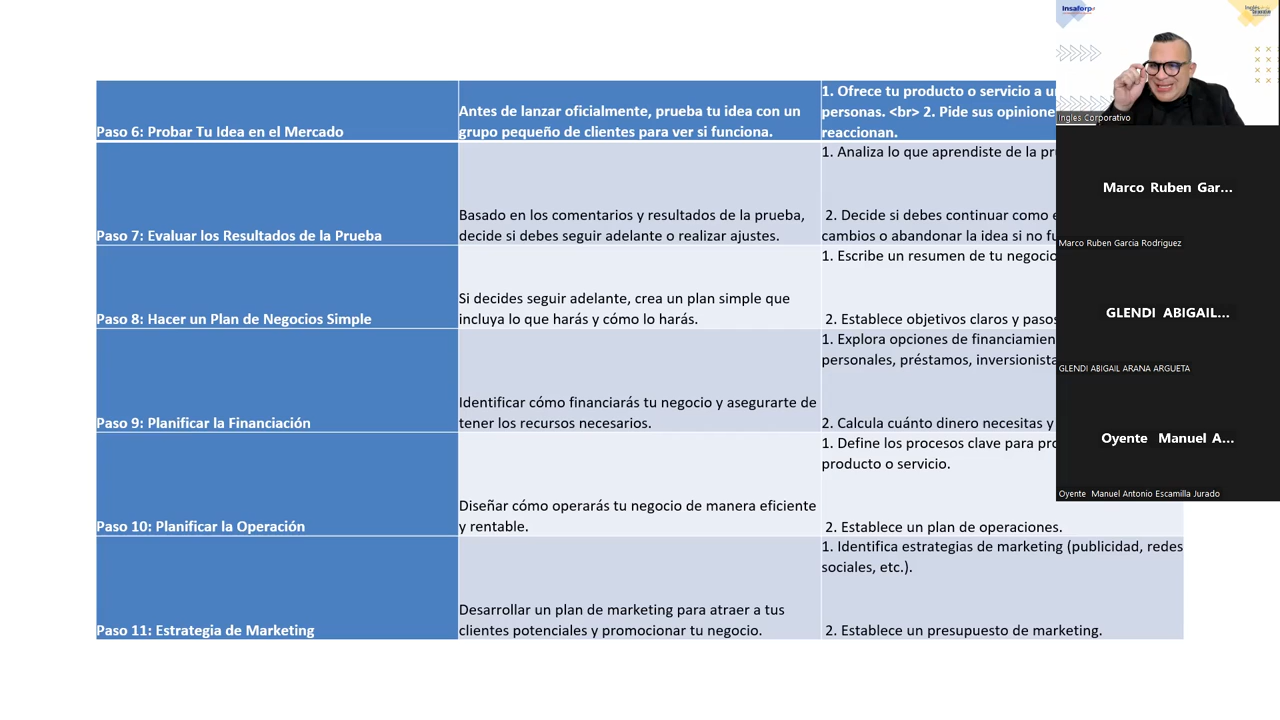 Paso 6: Probar Tu Idea en el Mercado
Antes de lanzar oficialmente, prueba tu idea con un
grupo pequeño de clientes para ver si funciona.
1. Ofrece tu producto o servicio a
personas. <br> 2. Pide sus
reaccionan.
Paso 7: Evaluar los Resultados de la Prueba
Basado en los comentarios y resultados de la prueba,
decide si debes seguir adelante o realizar ajustes.
1. Analiza lo que aprendiste de la
2. Decide si debes continuar como
cambios o abandonar la idea si no
Paso 8: Hacer un Plan de Negocios Simple
Si decides seguir adelante, crea un plan simple que
incluya lo que harás y cómo lo harás.
1. Escribe un resumen de tu negocio
2. Establece objetivos claros y pasos
Paso 9: Planificar la Financiación
Identificar cómo financiarás tu negocio y asegurarte de
tener los recursos necesarios.
1. Explora opciones de
personales, préstamos,
2. Calcula cuánto dinero necesitas y
Paso 10: Planificar la Operación
Diseñar cómo operarás tu negocio de manera eficiente
y rentable.
1. Define los procesos clave para
producto o servicio.
2. Establece un plan de operaciones.
Paso 11: Estrategia de Marketing
Desarrollar un plan de marketing para atraer a tus
clientes potenciales y promocionar tu negocio.
1. Identifica estrategias de marketing (publicidad, redes
sociales, etc.).
2. Establece un presupuesto de marketing.
insaforp
Ingles Corporativo
Marco Ruben Gar...
Marco Ruben Garcia Rodriguez
GLENDI ABIGAIL...
GLENDI ABIGAIL ARANA ARGUETA
Oyente Manuel A...
Oyente Manuel Antonio Escamilla Jurado